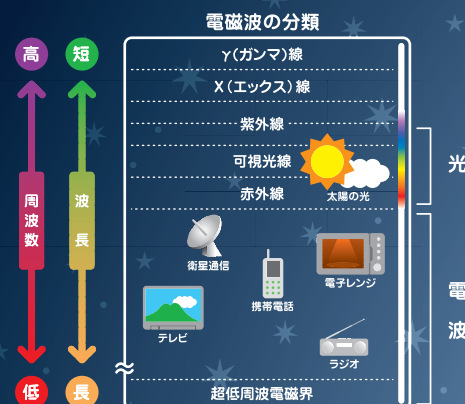 電磁波の分類
高
短
γ(ガンマ)線
X(エックス)線
紫外線
可視光線
太陽の光
赤外線
光
周波数
波長
衛星通信
電子レンジ
携帯電話
テレビ
ラジオ
電波
低
長
超低周波電磁界